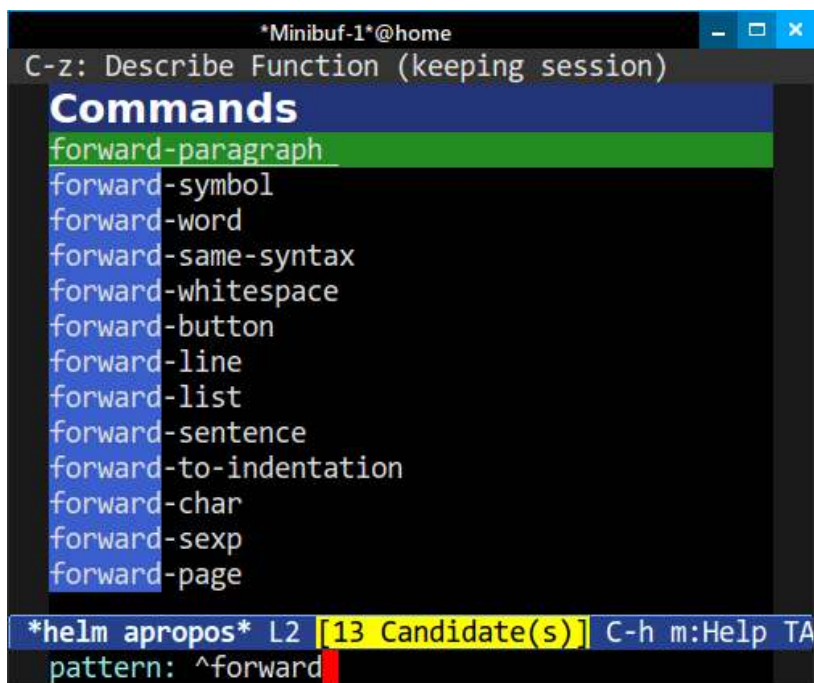 *Minibuf-1*@home
C-z: Describe Function (keeping session)
Commands
forward-paragraph
forward-symbol
forward-word
forward-same-syntax
forward-whitespace
forward-button
forward-line
forward-list
forward-sentence
forward-to-indentation
forward-char
forward-sexp
forward-page
*helm apropos* L2 [13 Candidate(s)] C-h m:Help TA
pattern: ^forward